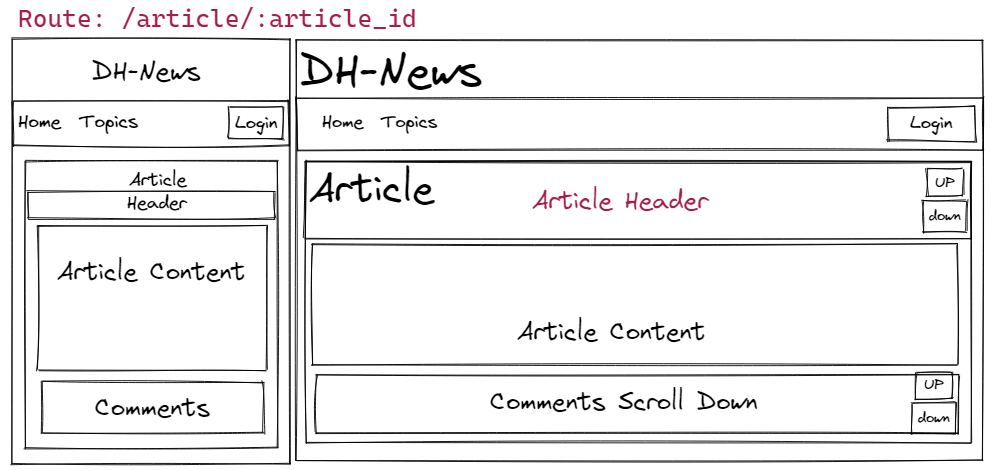 Route: /article/:article_id
DH-News
Home Topics Login
Article
Header
Article Content
Comments
DH-News
Home Topics Login
Article
Article Header
UP
down
Article Content
Comments Scroll Down
UP
down